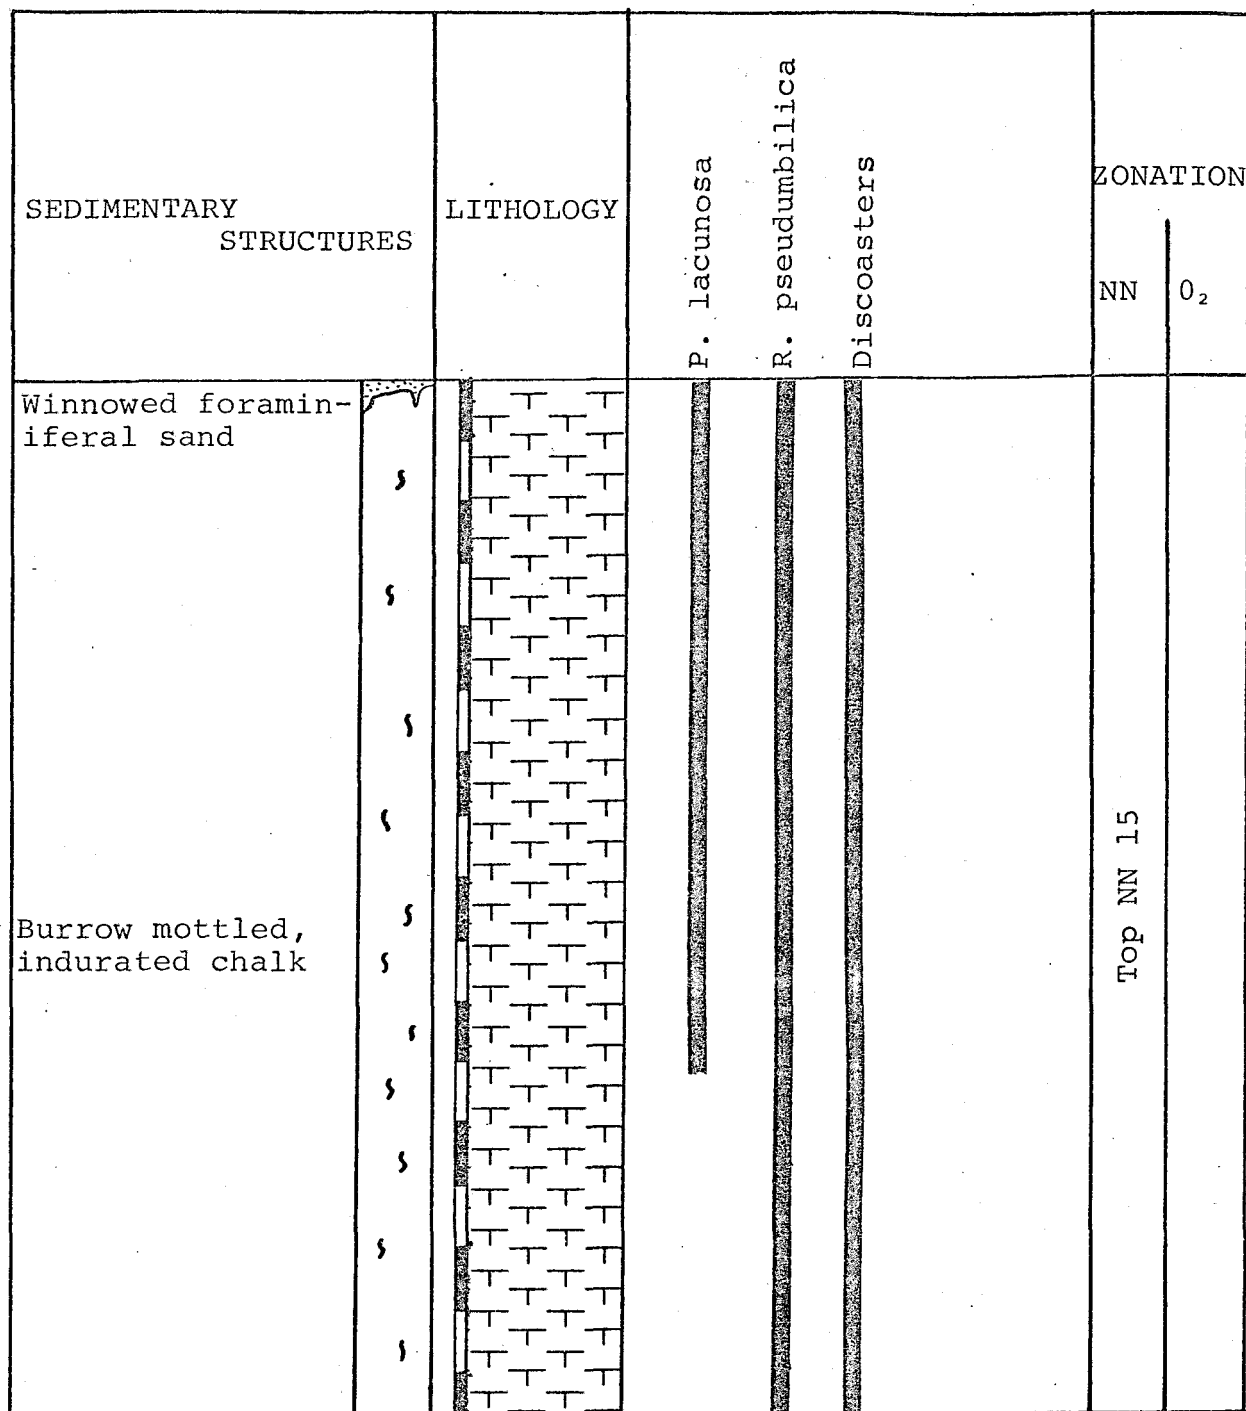 SEDIMENTARY
STRUCTURES
LITHOLOGY
P. lacunosa
R. pseudumbilica
Discoasters
ZONATION
NN
O₂
Winnowed foramin-
iferal sand
Burrow mottled,
indurated chalk
Top NN 15